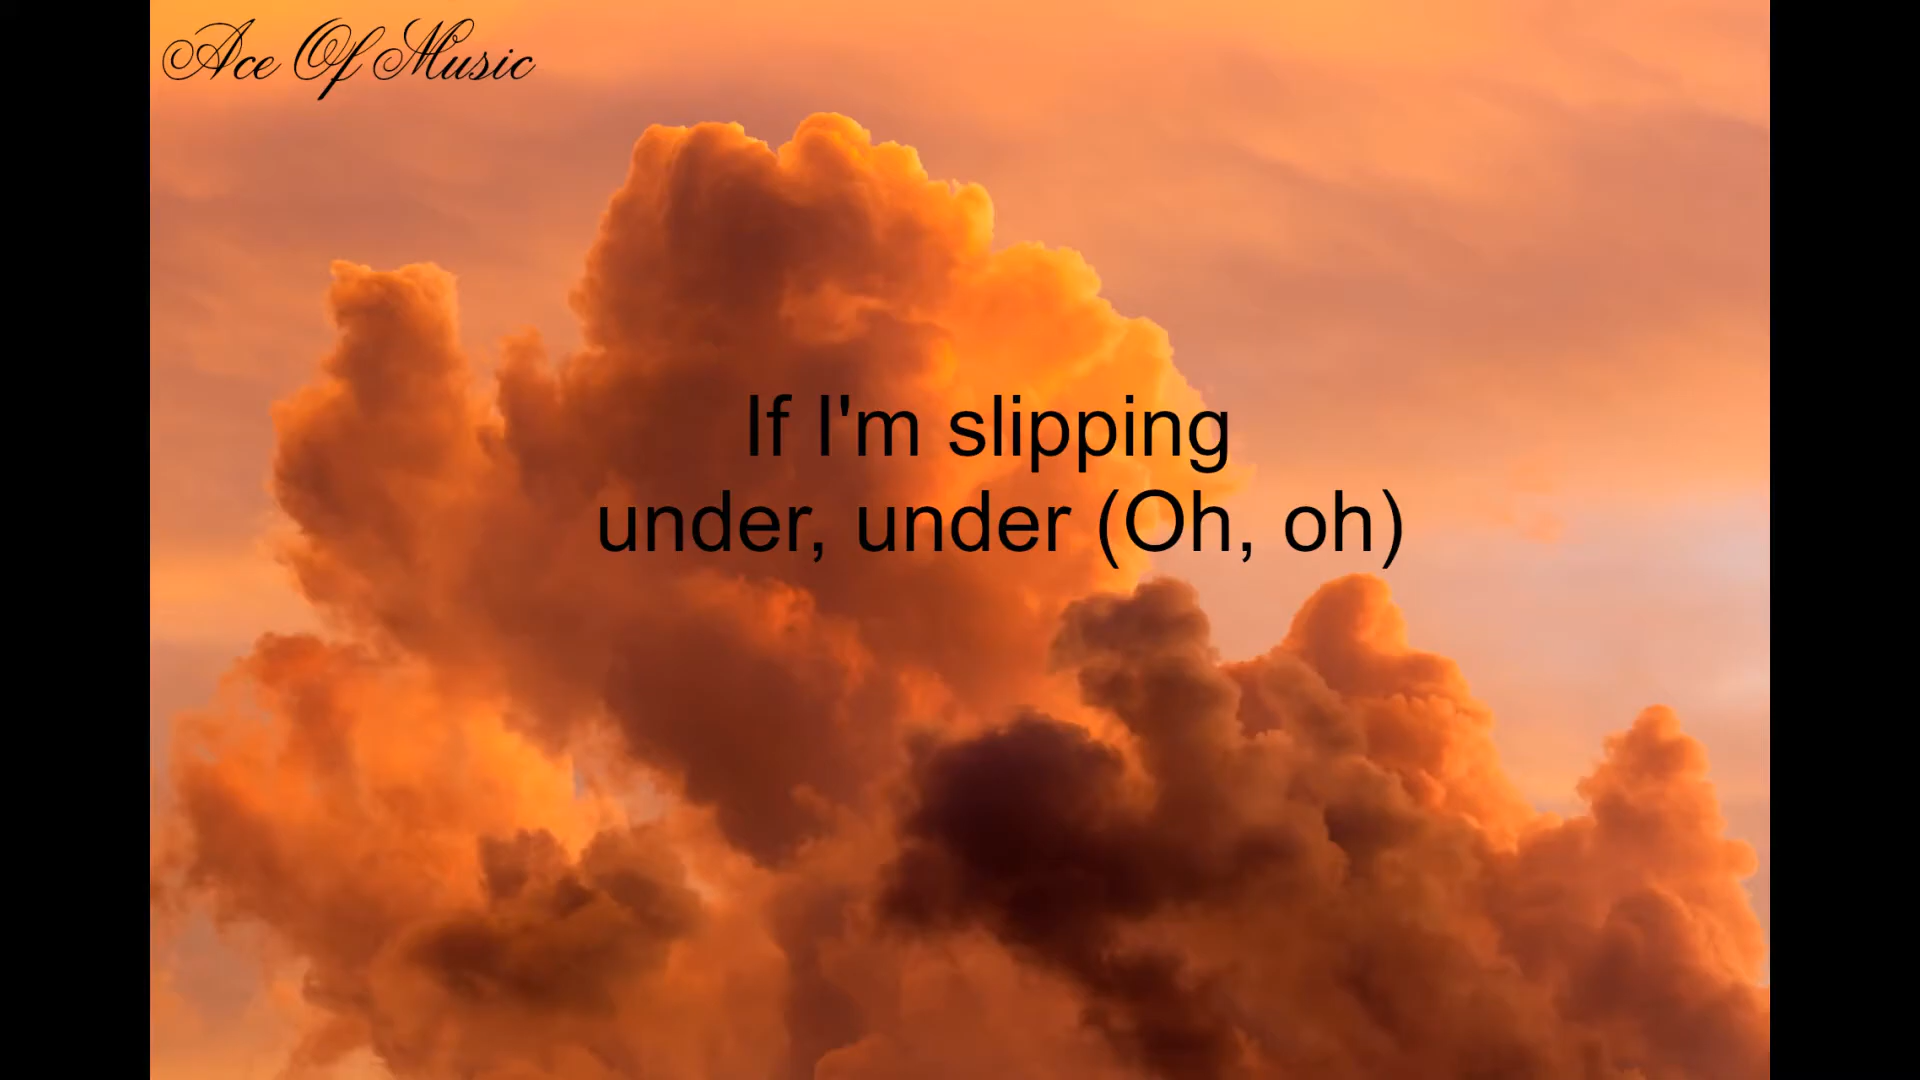 Ace Of Music
If I'm slipping
under, under (Oh, oh)